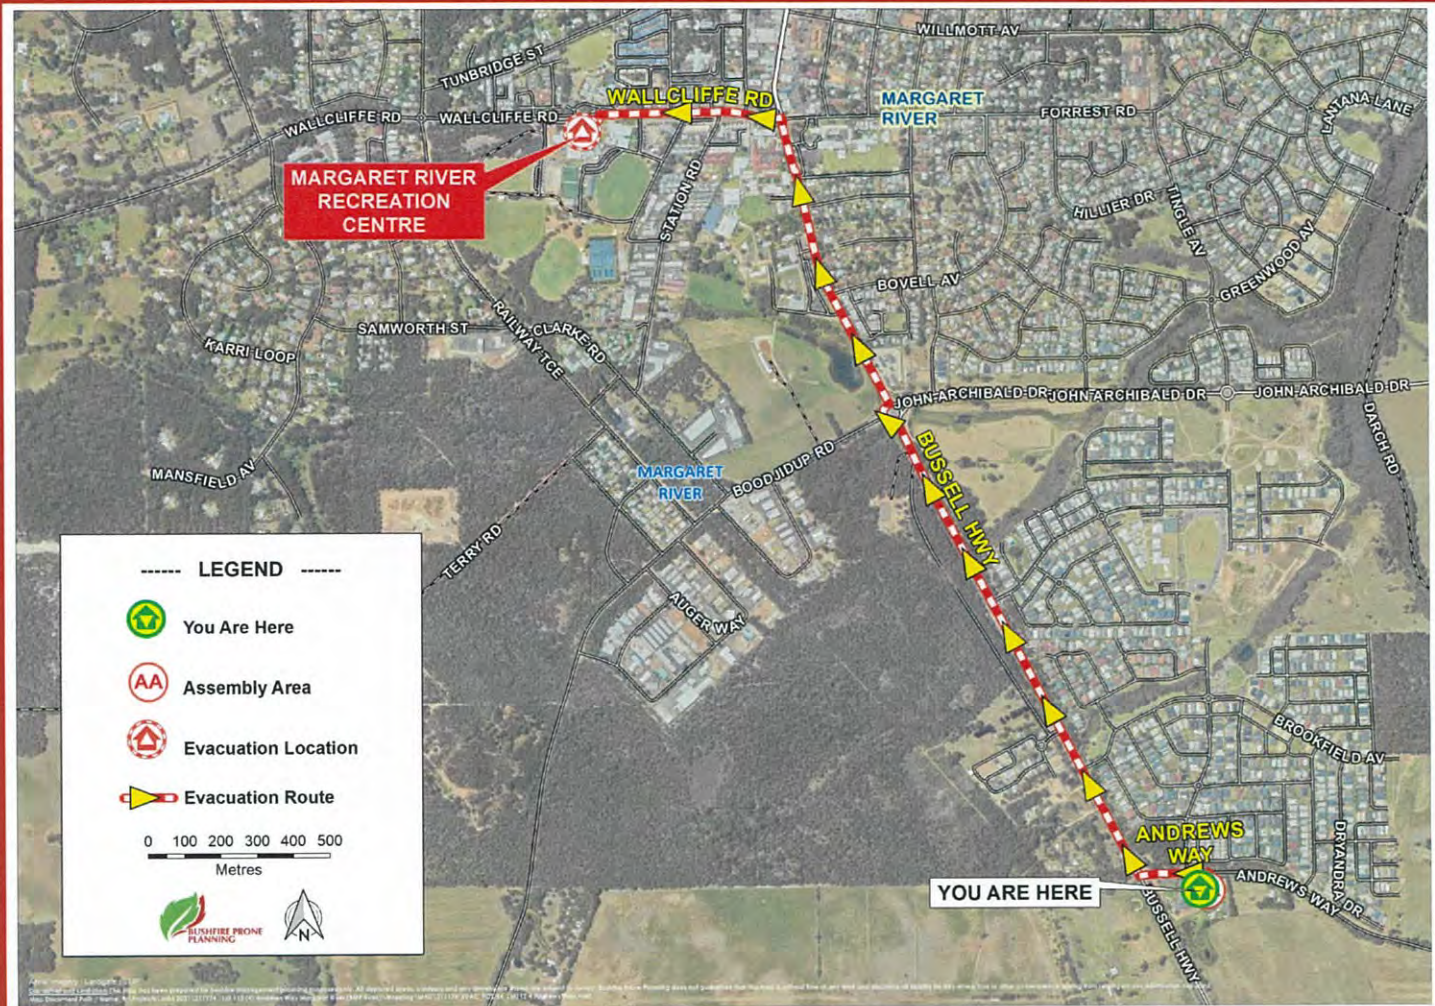 WILLMOTT AV
TUNBRIDGE ST
WALLCLIFFE RD
MARGARET
RIVER
LANTANA LANE
WALLCLIFFE RD
WALLCLIFFE RD
FORREST RD
MARGARET RIVER
RECREATION
CENTRE
STATION RD
HILLIER DR
TINGLE AV
GREENWOOD AV
BOVELL AV
RAILWAY TCE
SAMWORTH ST
CLARKE RD
KARRI LOOP
JOHN ARCHIBALD DR
JOHN ARCHIBALD DR
JOHN ARCHIBALD DR
DARCH RD
BUSSELL HWY
MANSFIELD AV
MARGARET
RIVER
BOODJIDUP RD
TERRY RD
AUGER WAY
------ LEGEND ------
You Are Here
AA
Assembly Area
Evacuation Location
Evacuation Route
0 100 200 300 400 500
Metres
BUSHFIRE PRONE
PLANNING
N
BROOKFIELD AV
DRYANDRA DR
ANDREWS
WAY
ANDREWS WAY
YOU ARE HERE
BUSSELL HWY